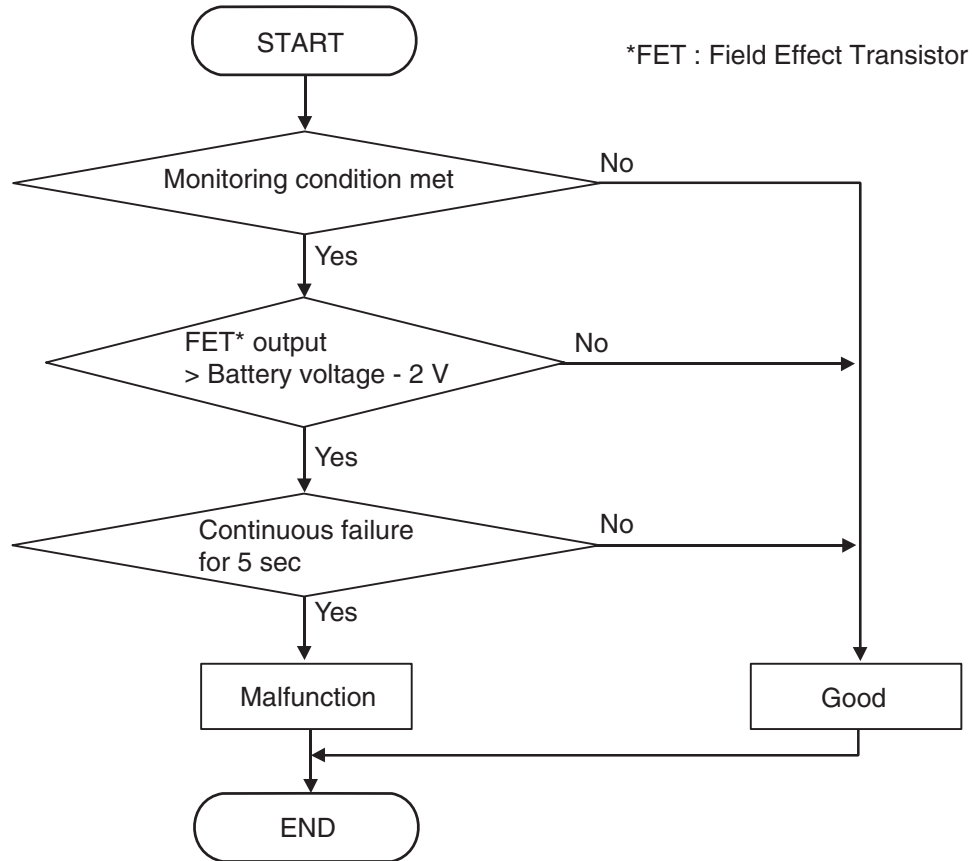 START
*FET : Field Effect Transistor
Monitoring condition met
No
Yes
FET* output
> Battery voltage - 2 V
No
Yes
Continuous failure
for 5 sec
No
Yes
Malfunction
Good
END